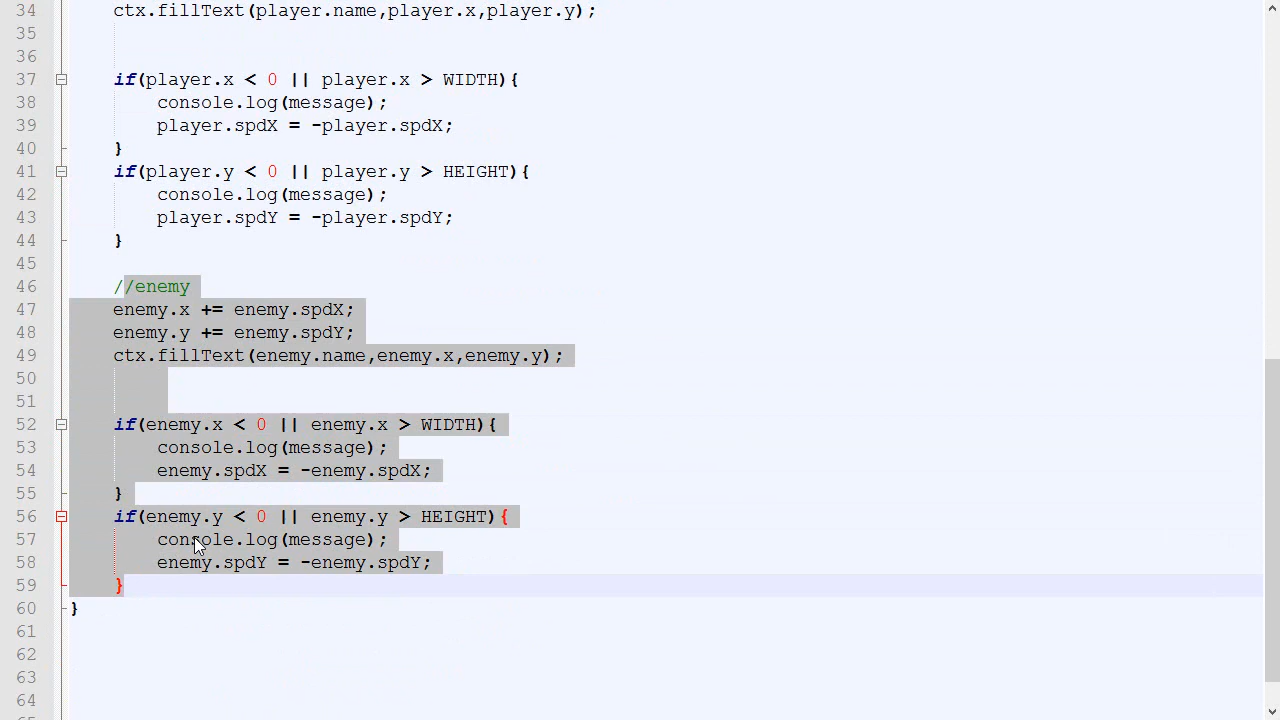 34 ctx.fillText(player.name,player.x,player.y);
35
36
37 if(player.x < 0 || player.x > WIDTH){
38 console.log(message);
39 player.spdX = -player.spdX;
40 }
41 if(player.y < 0 || player.y > HEIGHT){
42 console.log(message);
43 player.spdY = -player.spdY;
44 }
45
46 //enemy
47 enemy.x += enemy.spdX;
48 enemy.y += enemy.spdY;
49 ctx.fillText(enemy.name,enemy.x,enemy.y);
50
51
52 if(enemy.x < 0 || enemy.x > WIDTH){
53 console.log(message);
54 enemy.spdX = -enemy.spdX;
55 }
56 if(enemy.y < 0 || enemy.y > HEIGHT){
57 console.log(message);
58 enemy.spdY = -enemy.spdY;
59 }
60 }
61
62
63
64